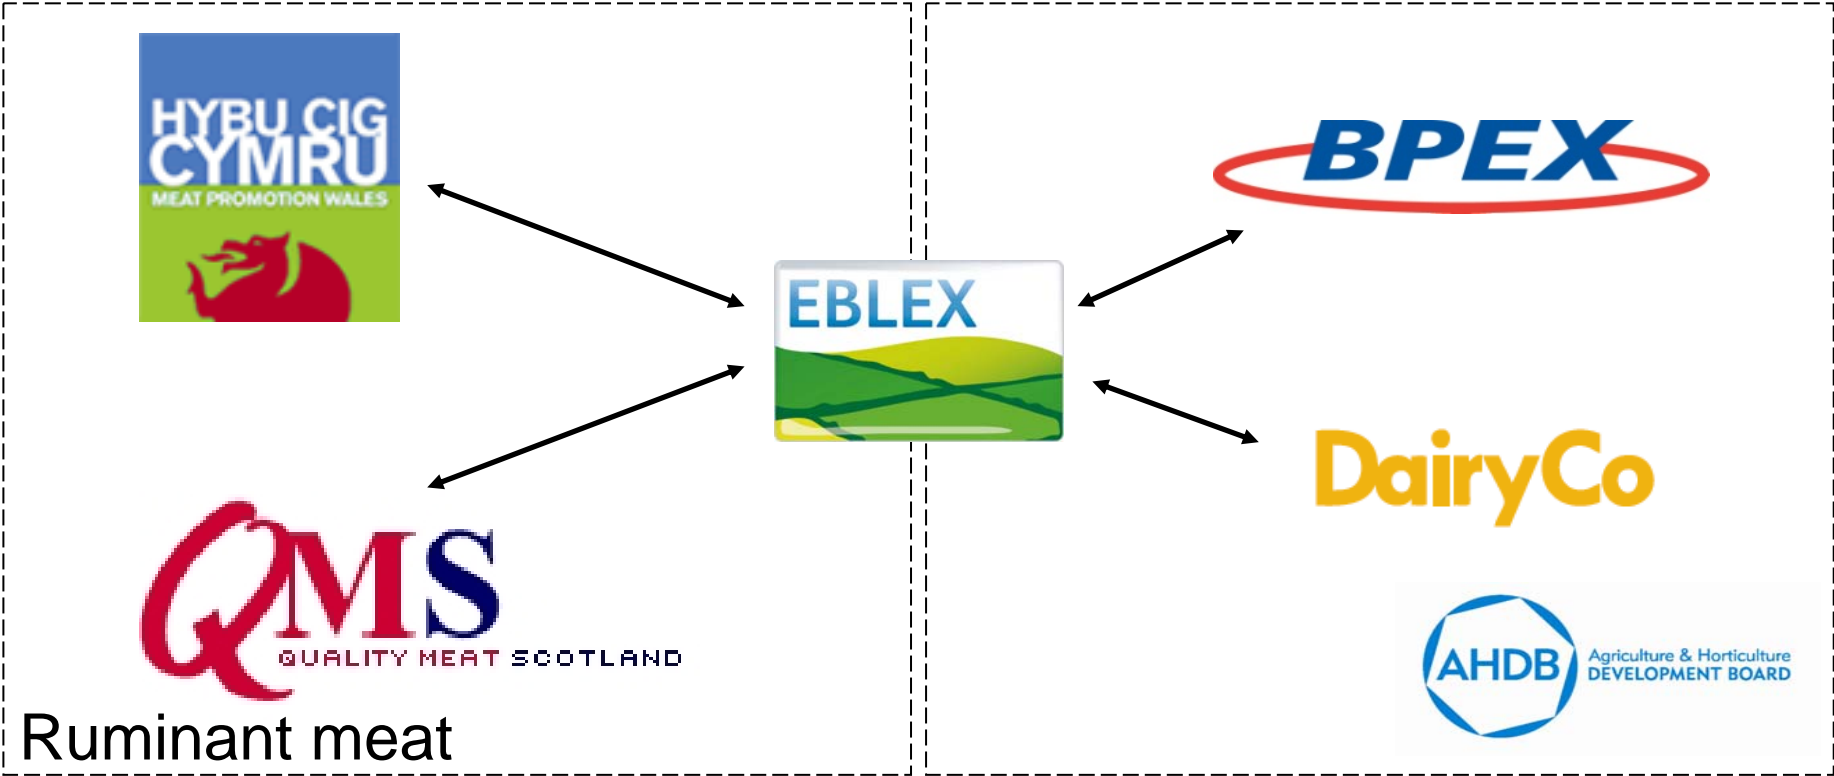 HYBU CIG
CYMRU
MEAT PROMOTION WALES
EBLEX
QMS
QUALITY MEAT SCOTLAND
Ruminant meat
BPEX
DairyCo
AHDB
Agriculture & Horticulture
DEVELOPMENT BOARD